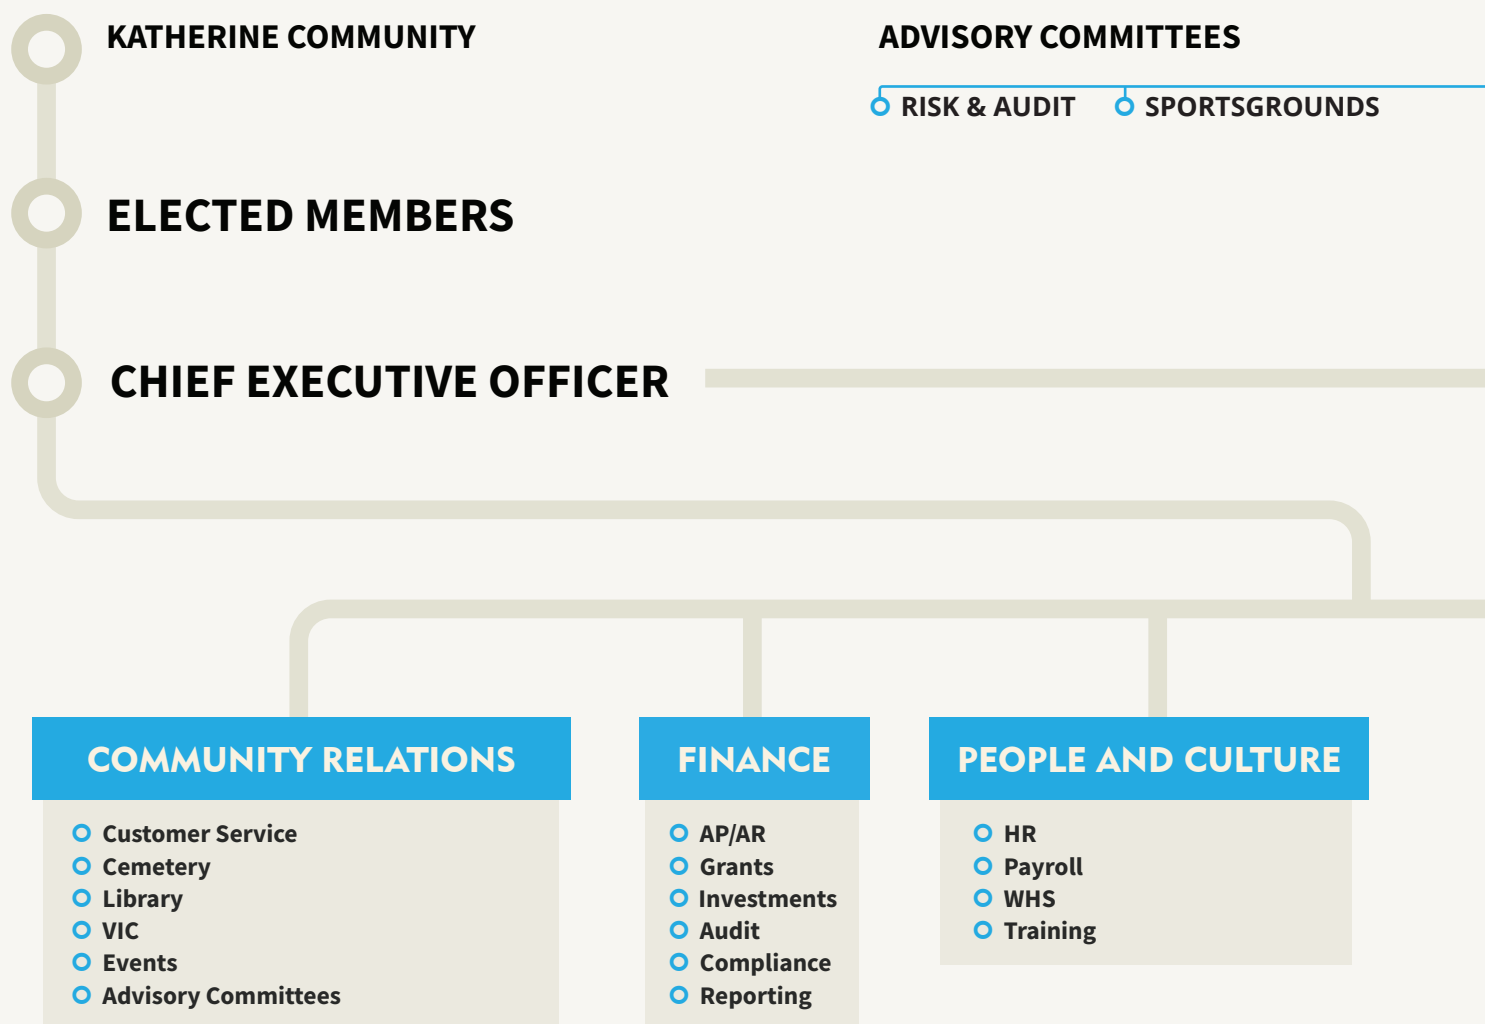 KATHERINE COMMUNITY
ADVISORY COMMITTEES
RISK & AUDIT
SPORTSGROUNDS
ELECTED MEMBERS
CHIEF EXECUTIVE OFFICER
COMMUNITY RELATIONS
Customer Service
Cemetery
Library
VIC
Events
Advisory Committees
FINANCE
AP/AR
Grants
Investments
Audit
Compliance
Reporting
PEOPLE AND CULTURE
HR
Payroll
WHS
Training